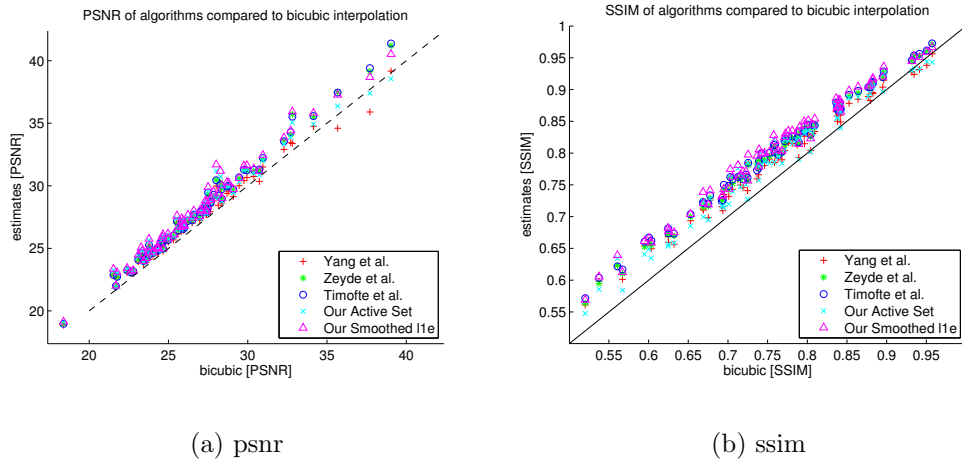 PSNR of algorithms compared to bicubic interpolation
estimates [PSNR]
40
35
30
25
20
20
25
30
35
40
bicubic [PSNR]
Yang et al.
Zeyde et al.
Timofte et al.
Our Active Set
Our Smoothed l1e
(a) psnr
SSIM of algorithms compared to bicubic interpolation
estimates [SSIM]
1
0.95
0.9
0.85
0.8
0.75
0.7
0.65
0.6
0.55
0.55
0.6
0.65
0.7
0.75
0.8
0.85
0.9
0.95
bicubic [SSIM]
Yang et al.
Zeyde et al.
Timofte et al.
Our Active Set
Our Smoothed l1e
(b) ssim